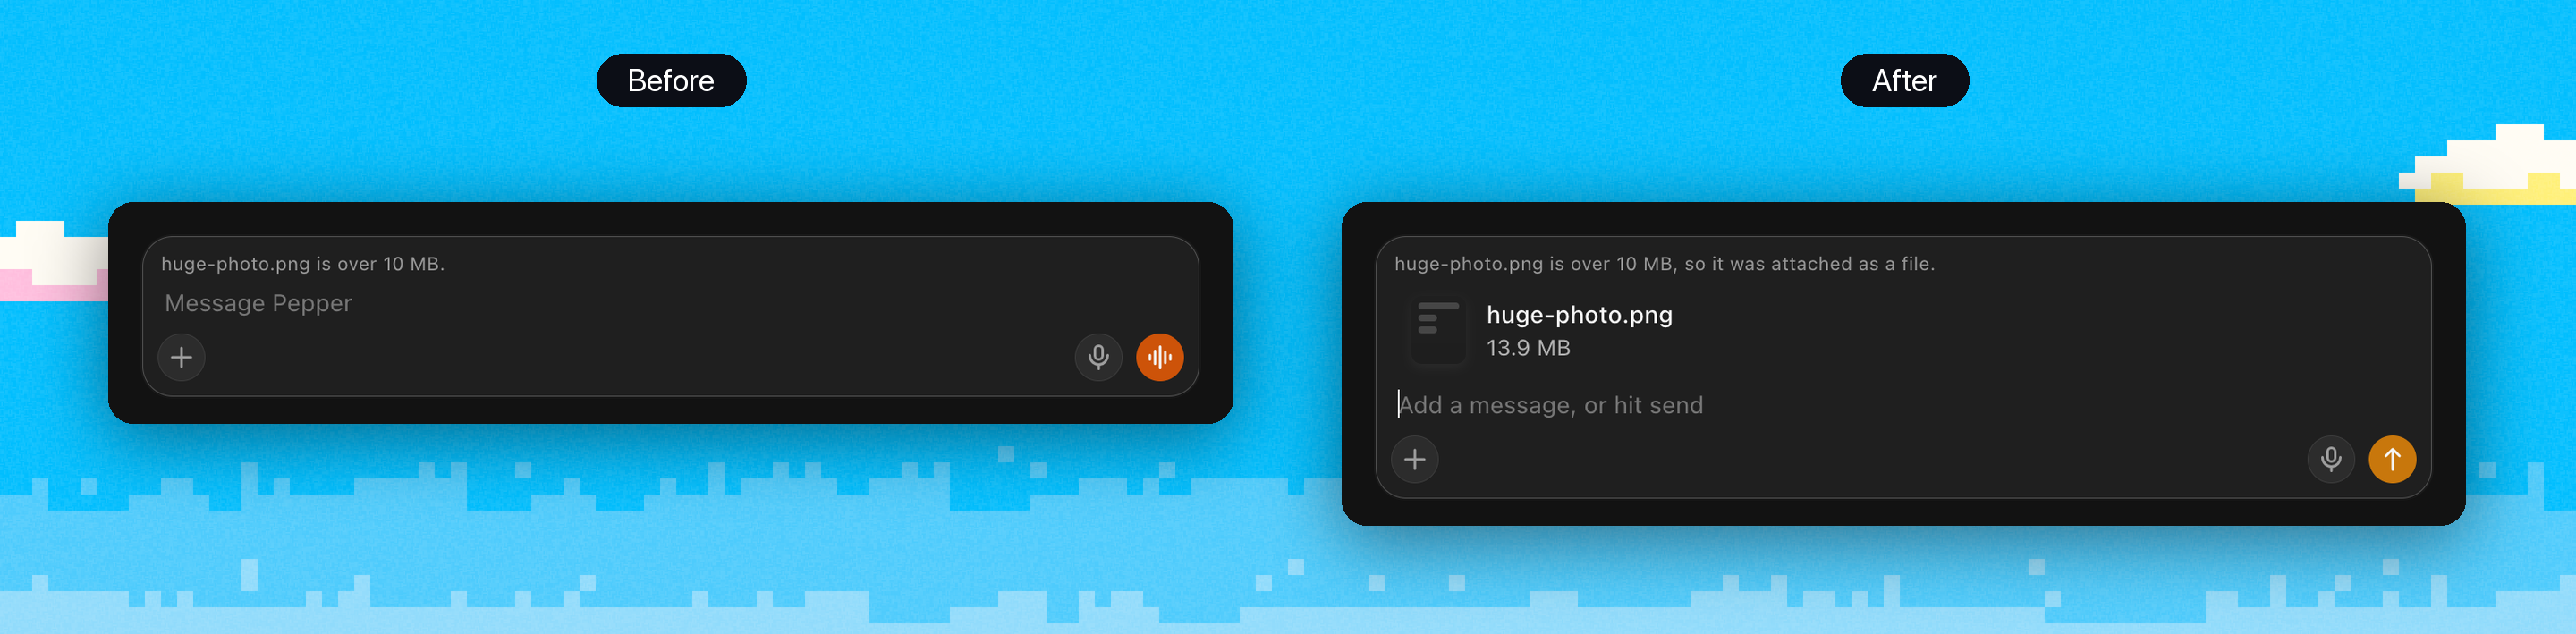 Before
huge-photo.png is over 10 MB.
Message Pepper
After
huge-photo.png is over 10 MB, so it was attached as a file.
huge-photo.png
13.9 MB
Add a message, or hit send